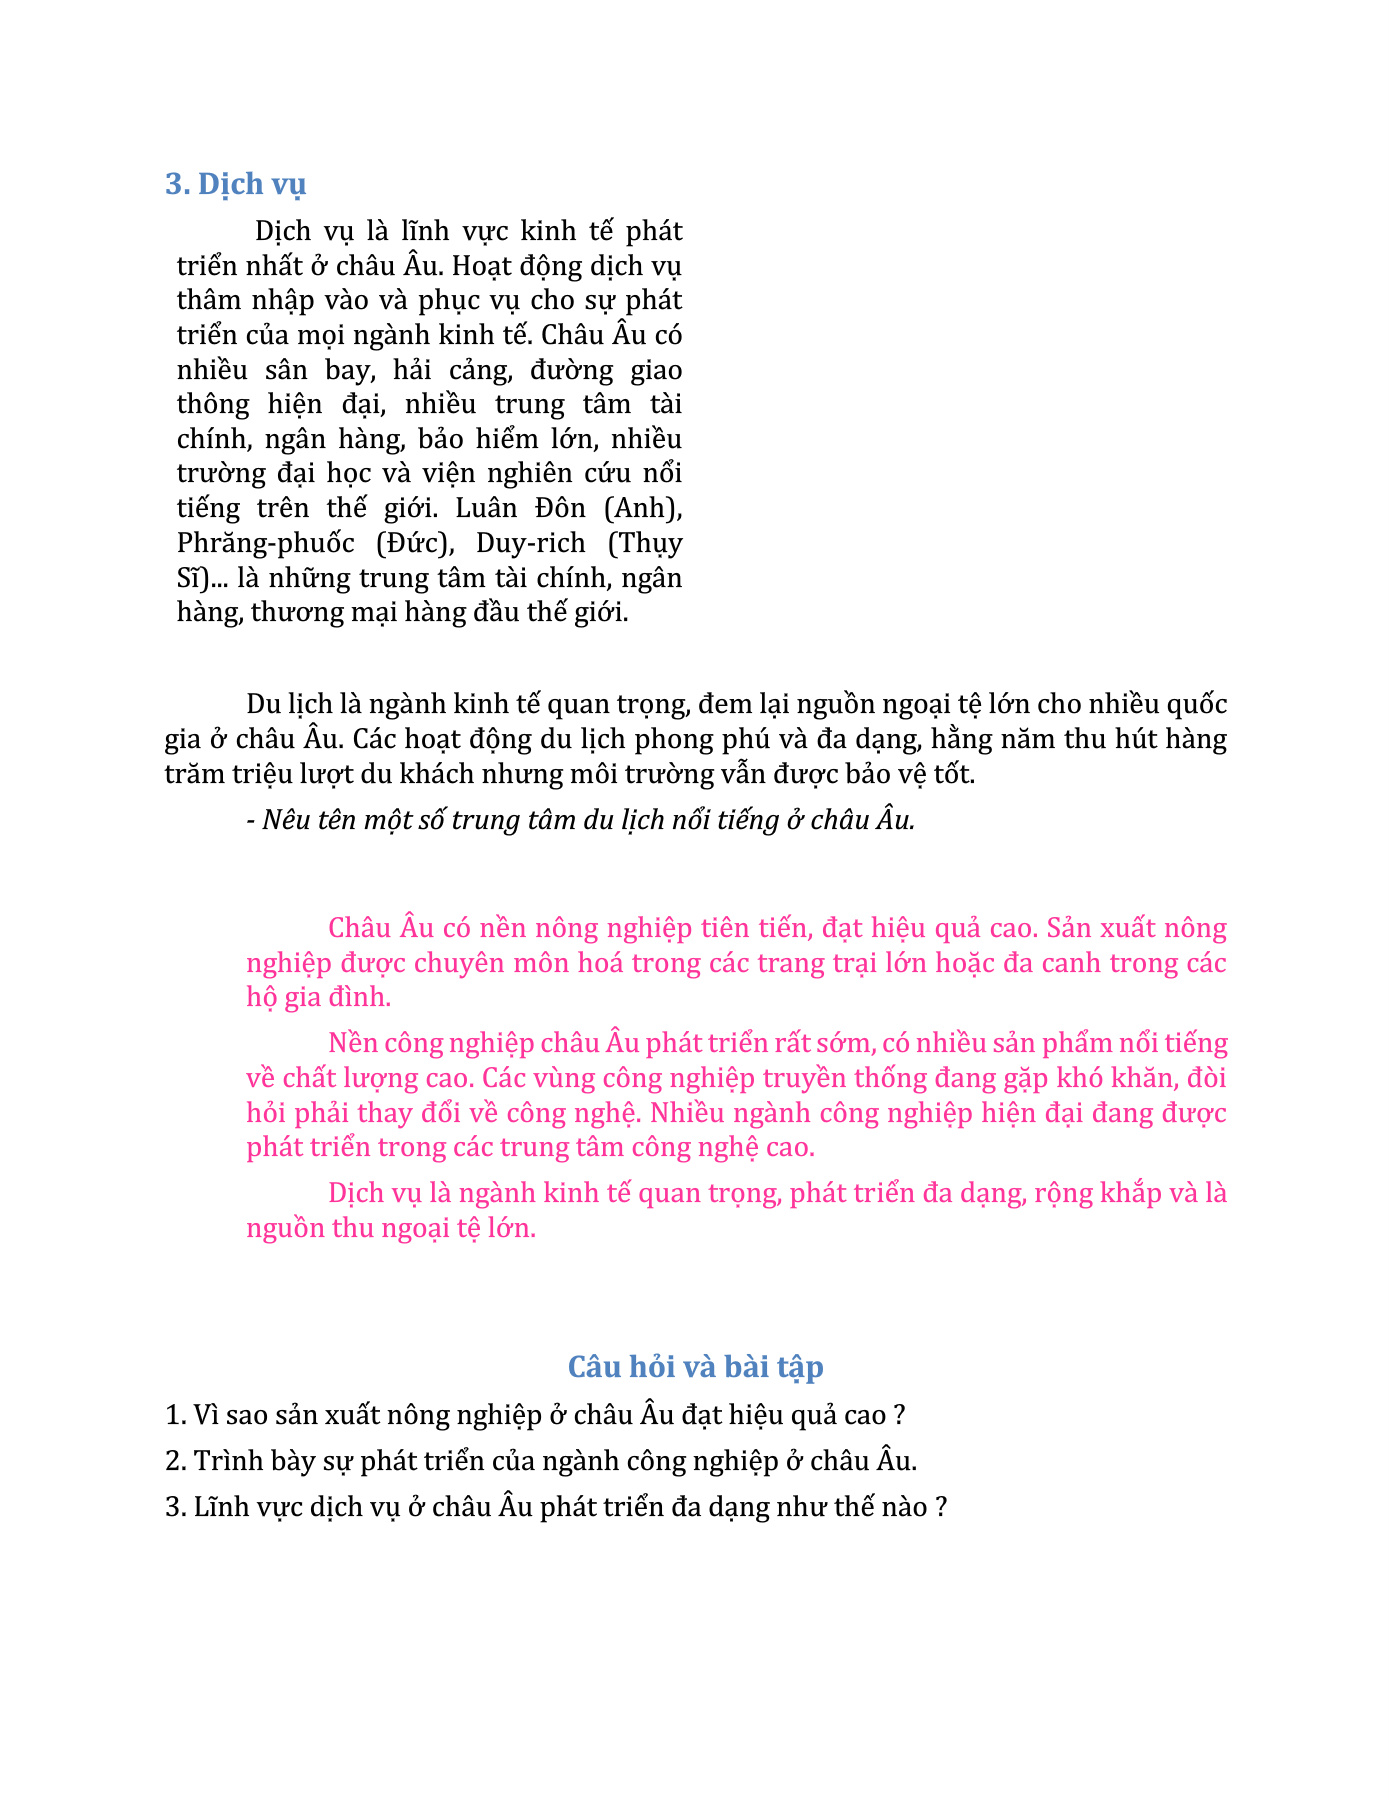 3. Dịch vụ
Dịch vụ là lĩnh vực kinh tế phát
triển nhất ở châu Âu. Hoạt động dịch vụ
thâm nhập vào và phục vụ cho sự phát
triển của mọi ngành kinh tế. Châu Âu có
nhiều sân bay, hải cảng, đường giao
thông hiện đại, nhiều trung tâm tài
chính, ngân hàng, bảo hiểm lớn, nhiều
trường đại học và viện nghiên cứu nổi
tiếng trên thế giới. Luân Đôn (Anh),
Phrăng-phuốc (Đức), Duy-rich (Thụy
Sĩ)... là những trung tâm tài chính, ngân
hàng, thương mại hàng đầu thế giới.
Du lịch là ngành kinh tế quan trọng, đem lại nguồn ngoại tệ lớn cho nhiều quốc
gia ở châu Âu. Các hoạt động du lịch phong phú và đa dạng, hằng năm thu hút hàng
trăm triệu lượt du khách nhưng môi trường vẫn được bảo vệ tốt.
- Nêu tên một số trung tâm du lịch nổi tiếng ở châu Âu.
Châu Âu có nền nông nghiệp tiên tiến, đạt hiệu quả cao. Sản xuất nông
nghiệp được chuyên môn hoá trong các trang trại lớn hoặc đa canh trong các
hộ gia đình.
Nền công nghiệp châu Âu phát triển rất sớm, có nhiều sản phẩm nổi tiếng
về chất lượng cao. Các vùng công nghiệp truyền thống đang gặp khó khăn, đòi
hỏi phải thay đổi về công nghệ. Nhiều ngành công nghiệp hiện đại đang được
phát triển trong các trung tâm công nghệ cao.
Dịch vụ là ngành kinh tế quan trọng, phát triển đa dạng, rộng khắp và là
nguồn thu ngoại tệ lớn.
Câu hỏi và bài tập
1. Vì sao sản xuất nông nghiệp ở châu Âu đạt hiệu quả cao ?
2. Trình bày sự phát triển của ngành công nghiệp ở châu Âu.
3. Lĩnh vực dịch vụ ở châu Âu phát triển đa dạng như thế nào ?